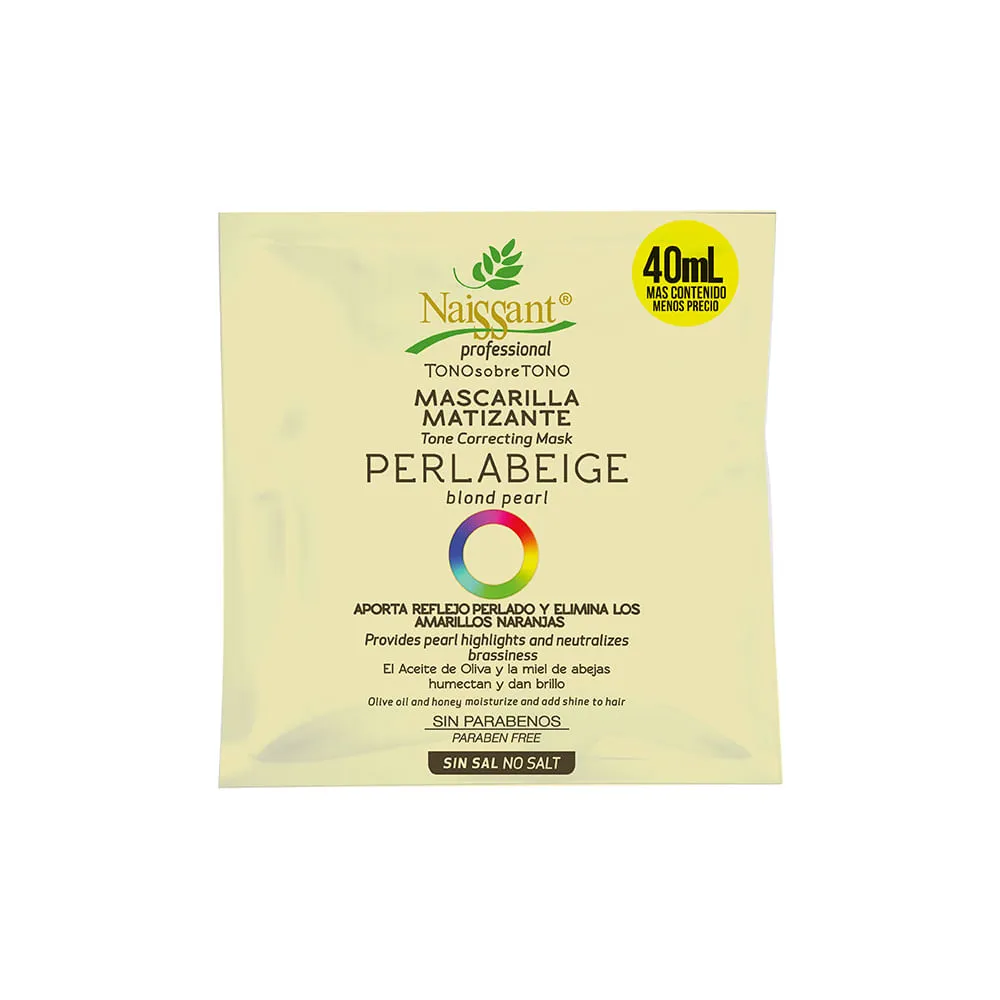 40mL
MAS CONTENIDO
MENOS PRECIO
Naissant®
professional
TONOsobreTONO
MASCARILLA
MATIZANTE
Tone Correcting Mask
PERLABEIGE
blond pearl
APORTA REFLEJO PERLADO Y ELIMINA LOS
AMARILLOS NARANJAS
Provides pearl highlights and neutralizes
brassiness
El Aceite de Oliva y la miel de abejas
humectan y dan brillo
Olive oil and honey moisturize and add shine to hair
SIN PARABENOS
PARABEN FREE
SIN SAL NO SALT